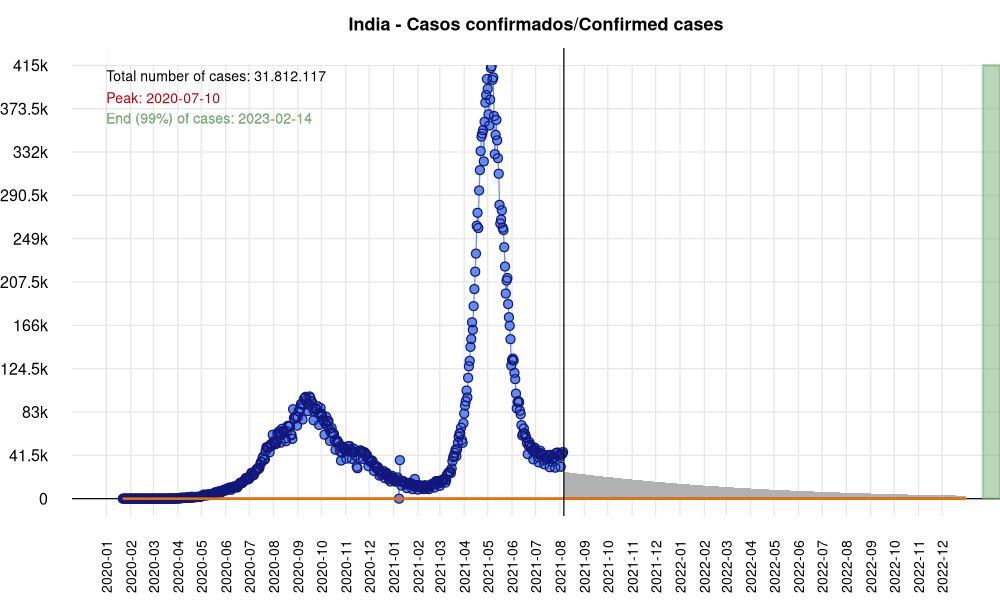 India - Casos confirmados/Confirmed cases
415k
Total number of cases: 31.812.117
Peak: 2020-07-10
373.5k
End (99%) of cases: 2023-02-14
332k
290.5k
249k
207.5k
166k
124.5k
83k
41.5k
0
2020-01
2020-02
2020-03
2020-04
2020-05
2020-06
2020-07
2020-08
2020-09
2020-10
2020-11
2020-12
2021-01
2021-02
2021-03
2021-04
2021-05
2021-06
2021-07
2021-08
2021-09
2021-10
2021-11
2021-12
2022-01
2022-02
2022-03
2022-04
2022-05
2022-06
2022-07
2022-08
2022-09
2022-10
2022-11
2022-12